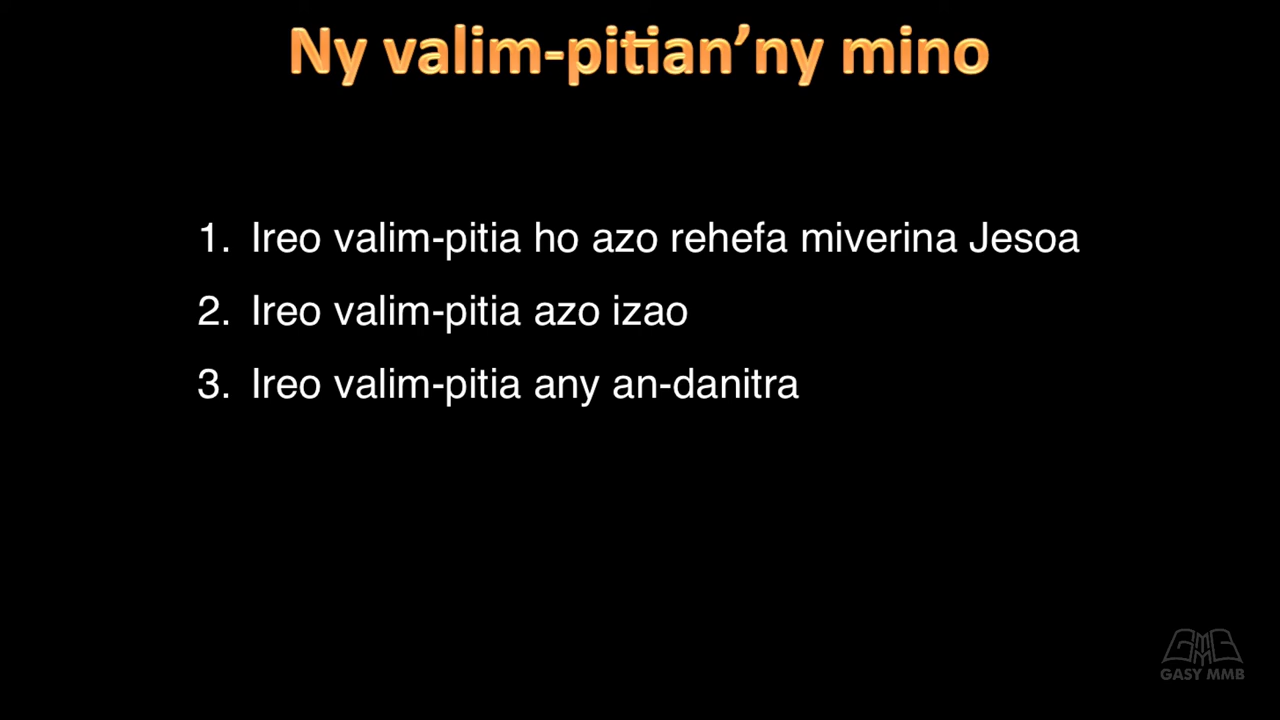 Ny valim-pitian’ny mino
1. Ireo valim-pitia ho azo rehefa miverina Jesoa
2. Ireo valim-pitia azo izao
3. Ireo valim-pitia any an-danitra
GMMB
GASY MMB